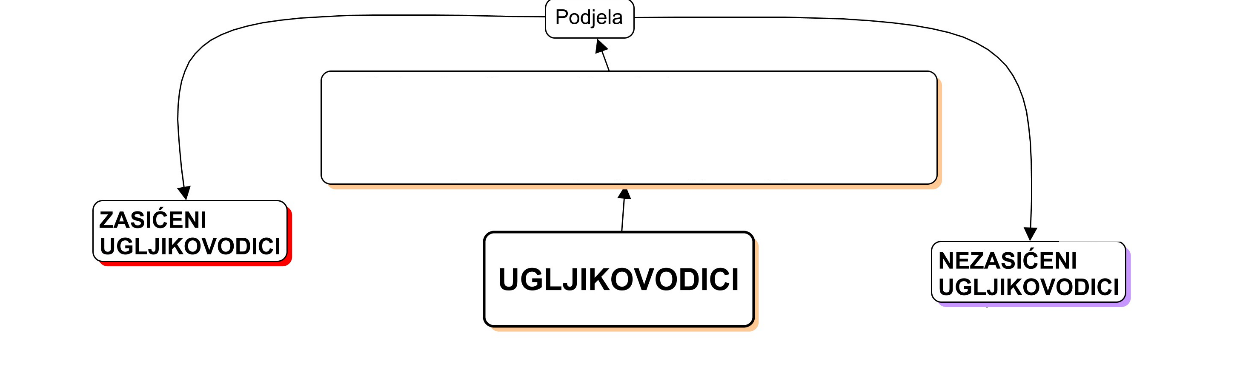 Podjela
ZASIĆENI
UGLJIKOVODICI
UGLJIKOVODICI
NEZASIĆENI
UGLJIKOVODICI